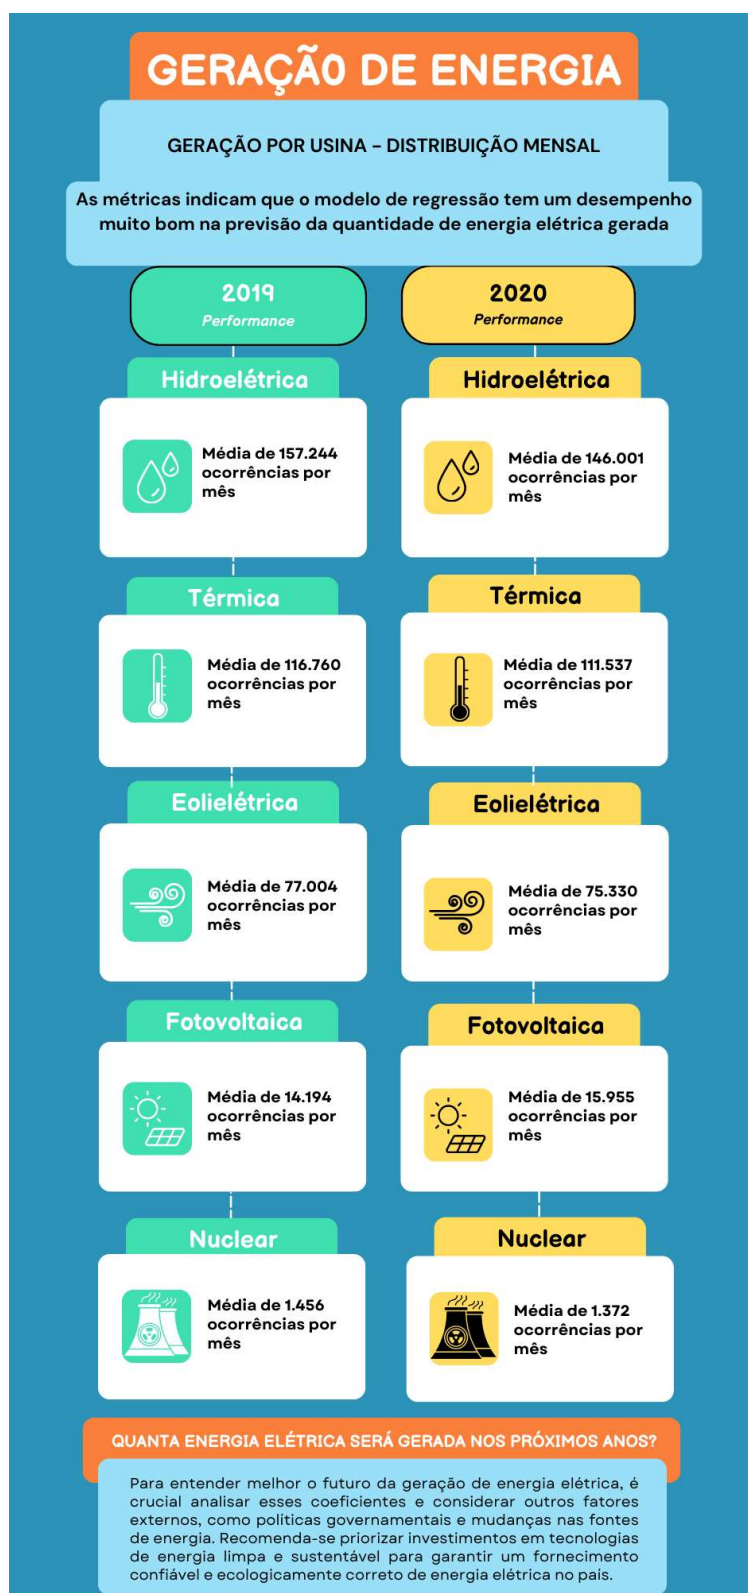 GERAÇÃO DE ENERGIA
GERAÇÃO POR USINA – DISTRIBUIÇÃO MENSAL
As métricas indicam que o modelo de regressão tem um desempenho
muito bom na previsão da quantidade de energia elétrica gerada
2019
Performance
Hidroelétrica
Média de 157.244
ocorrências por
mês
Térmica
Média de 116.760
ocorrências por
mês
Eolielétrica
Média de 77.004
ocorrências por
mês
Fotovoltaica
Média de 14.194
ocorrências por
mês
Nuclear
Média de 1.456
ocorrências por
mês
2020
Performance
Hidroelétrica
Média de 146.001
ocorrências por
mês
Térmica
Média de 111.537
ocorrências por
mês
Eolielétrica
Média de 75.330
ocorrências por
mês
Fotovoltaica
Média de 15.955
ocorrências por
mês
Nuclear
Média de 1.372
ocorrências por
mês
QUANTA ENERGIA ELÉTRICA SERÁ GERADA NOS PRÓXIMOS ANOS?
Para entender melhor o futuro da geração de energia elétrica, é
crucial analisar esses coeficientes e considerar outros fatores
externos, como políticas governamentais e mudanças nas fontes
de energia. Recomenda-se priorizar investimentos em tecnologias
de energia limpa e sustentável para garantir um fornecimento
confiável e ecologicamente correto de energia elétrica no país.